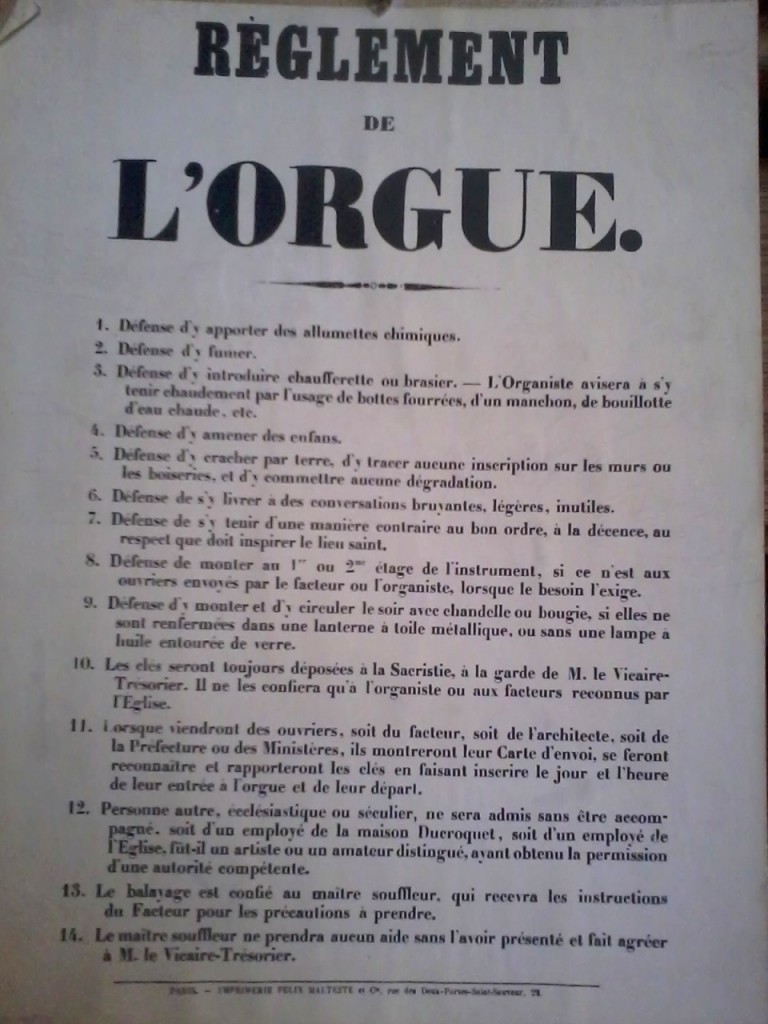 RÈGLEMENT
DE
L'ORGUE.
1. Défense d'y apporter des allumettes chimiques.
2. Défense d'y fumer.
3. Défense d'y introduire chaufferette ou brasier. — L'Organiste avisera à s'y
tenir chaudement par l'usage de bottes fourrées, d'un manchon, de bouillotte
d'eau chaude, etc.
4. Défense d'y amener des enfans.
5. Défense d'y cracher par terre, d'y tracer aucune inscription sur les murs ou
les boiseries, et d'y commettre aucune dégradation.
6. Défense de s'y livrer à des conversations bruyantes, légères, inutiles.
7. Défense de s'y tenir d'une manière contraire au bon ordre, à la décence, au
respect que doit inspirer le lieu saint.
8. Défense de monter au 1er ou 2me étage de l'instrument, si ce n'est aux
ouvriers envoyés par le facteur ou l'organiste, lorsque le besoin l'exige.
9. Défense d'y monter et d'y circuler le soir avec chandelle ou bougie, si elles ne
sont renfermées dans une lanterne à toile métallique, ou sans une lampe à
huile entourée de verre.
10. Les clés seront toujours déposées à la Sacristie, à la garde de M. le Vicaire-
Trésorier. Il ne les confiera qu'à l'organiste ou aux facteurs reconnus par
l'Eglise.
11. Lorsque viendront des ouvriers, soit du facteur, soit de l'architecte, soit de
la Préfecture ou des Ministères, ils montreront leur Carte d'envoi, se feront
reconnaître et rapporteront les clés en faisant inscrire le jour et l'heure
de leur entrée à l'orgue et de leur départ.
12. Personne autre, ecclésiastique ou séculier, ne sera admis sans être accom-
pagné, soit d'un employé de la maison Ducroquet, soit d'un employé de
l'Eglise, fût-il un artiste ou un amateur distingué, ayant obtenu la permission
d'une autorité compétente.
13. Le balayage est confié au maître souffleur, qui recevra les instructions
du Facteur pour les précautions à prendre.
14. Le maître souffleur ne prendra aucun aide sans l'avoir présenté et fait agréer
à M. le Vicaire-Trésorier.
PARIS. — IMPRIMERIE FÉLIX MALTESTE et Cie, rue des Deux-Portes-Saint-Sauveur, 22.